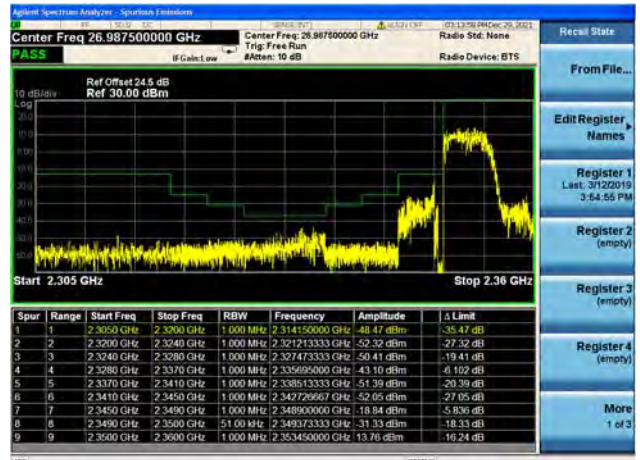 Agilent Spectrum Analyzer - Spurious Emissions
Center Freq 26.987500000 GHz
Center Freq: 26.987500000 GHz
03:13:58 PM Dec 29, 2021
Radio Std: None
Recall State
PASS
IFGain:Low
Trig: Free Run
#Atten: 10 dB
Radio Device: BTS
From File...
Ref Offset 24.5 dB
10 dB/div
Ref 30.00 dBm
Log
Edit Register Names
Register 1
Last: 3/12/2019
3:54:55 PM
Register 2
(empty)
Start 2.305 GHz
Stop 2.36 GHz
Register 3
(empty)
Spur Range Start Freq Stop Freq RBW Frequency Amplitude Δ Limit
1 1 2.3050 GHz 2.3200 GHz 1.000 MHz 2.314150000 GHz -48.47 dBm -35.47 dB
2 2 2.3200 GHz 2.3240 GHz 1.000 MHz 2.321213333 GHz -52.32 dBm -27.32 dB
3 3 2.3240 GHz 2.3280 GHz 1.000 MHz 2.327473333 GHz -50.41 dBm -19.41 dB
4 4 2.3280 GHz 2.3370 GHz 1.000 MHz 2.335695000 GHz -43.10 dBm -6.102 dB
5 5 2.3370 GHz 2.3410 GHz 1.000 MHz 2.338513333 GHz -51.39 dBm -20.39 dB
6 6 2.3410 GHz 2.3450 GHz 1.000 MHz 2.342726667 GHz -52.05 dBm -27.05 dB
7 7 2.3450 GHz 2.3490 GHz 1.000 MHz 2.348900000 GHz -18.84 dBm -5.836 dB
8 8 2.3490 GHz 2.3500 GHz 51.00 kHz 2.349373333 GHz -31.33 dBm -18.33 dB
9 9 2.3500 GHz 2.3600 GHz 1.000 MHz 2.353450000 GHz 13.76 dBm -16.24 dB
Register 4
(empty)
More
1 of 3